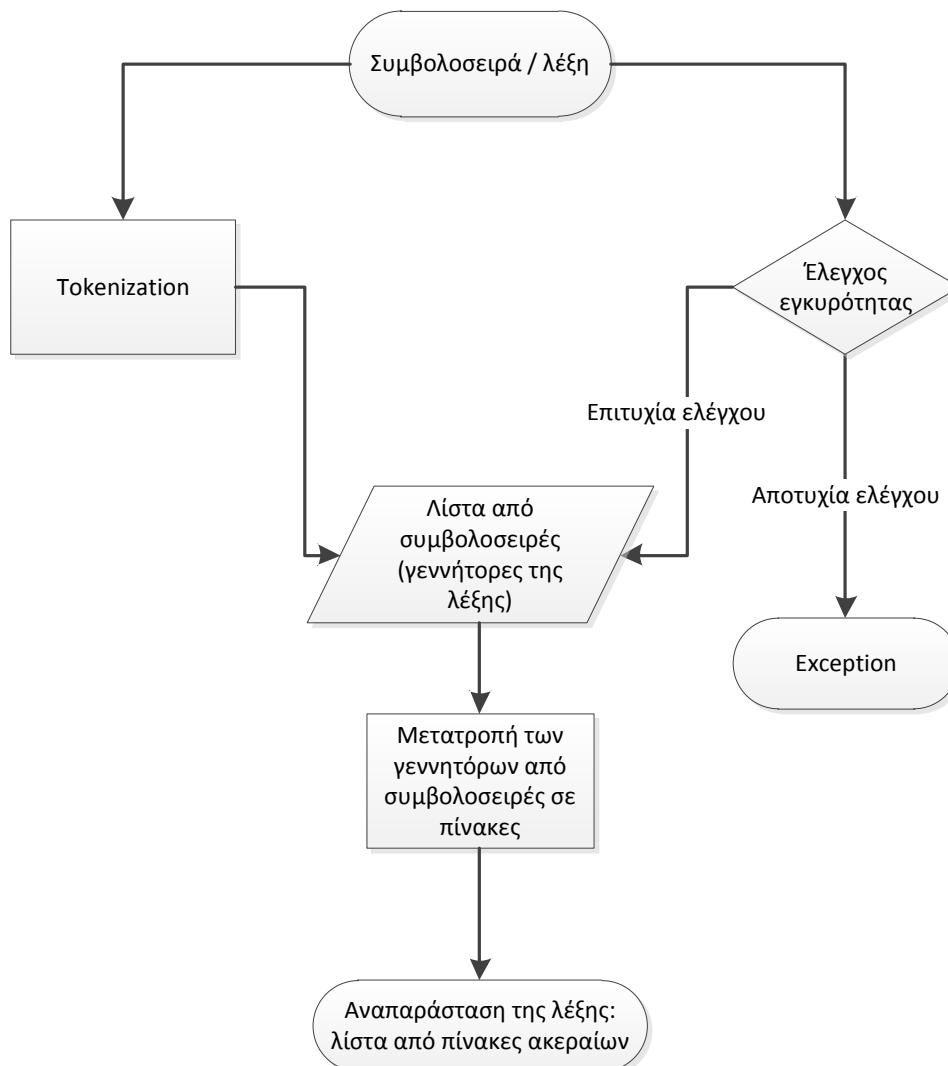 Συμβολοσειρά / λέξη
Tokenization
Έλεγχος
εγκυρότητας
Επιτυχία ελέγχου
Αποτυχία ελέγχου
Λίστα από
συμβολοσειρές
(γεννήτορες της
λέξης)
Exception
Μετατροπή των
γεννητόρων από
συμβολοσειρές σε
πίνακες
Αναπαράσταση της λέξης:
λίστα από πίνακες ακεραίων